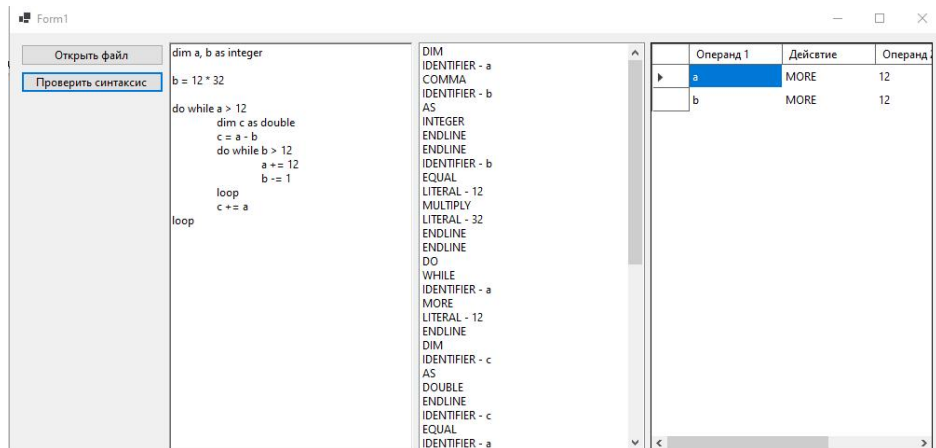 Form1
Открыть файл
Проверить синтаксис
dim a, b as integer
b = 12 * 32
do while a > 12
dim c as double
c = a - b
do while b > 12
a += 12
b -= 1
loop
c += a
loop
DIM
IDENTIFIER - a
COMMA
IDENTIFIER - b
AS
INTEGER
ENDLINE
ENDLINE
IDENTIFIER - b
EQUAL
LITERAL - 12
MULTIPLY
LITERAL - 32
ENDLINE
ENDLINE
DO
WHILE
IDENTIFIER - a
MORE
LITERAL - 12
ENDLINE
DIM
IDENTIFIER - c
AS
DOUBLE
ENDLINE
IDENTIFIER - c
EQUAL
IDENTIFIER - a
Операнд 1 Дейсвтие Операнд 2
a MORE 12
b MORE 12